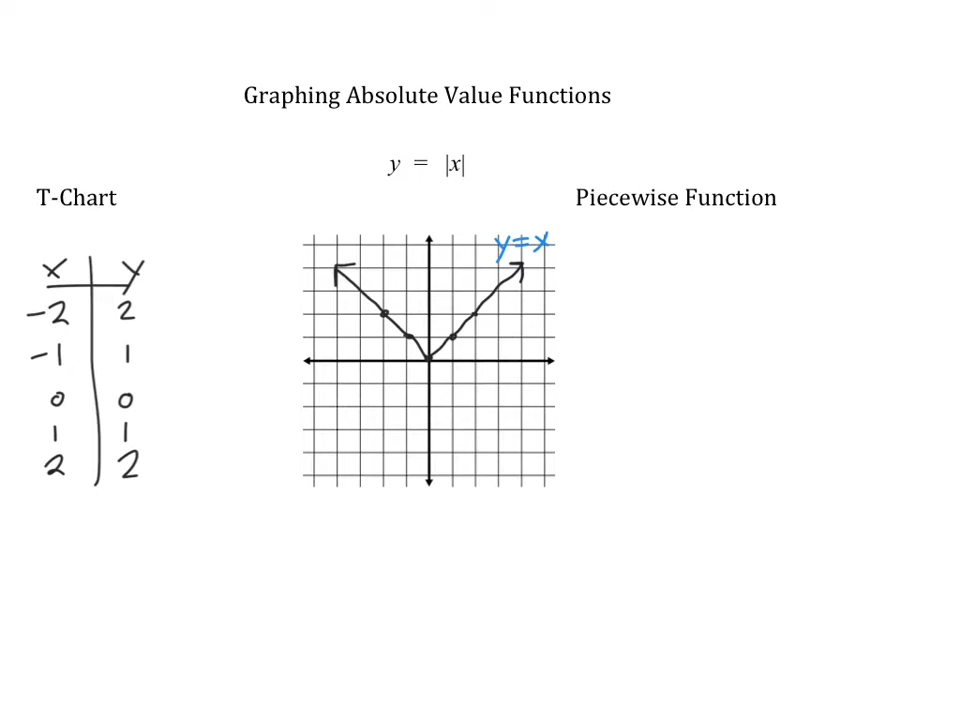 Graphing Absolute Value Functions
y = |x|
T-Chart
Piecewise Function
y=x
x y
-2 2
-1 1
0 0
1 1
2 2